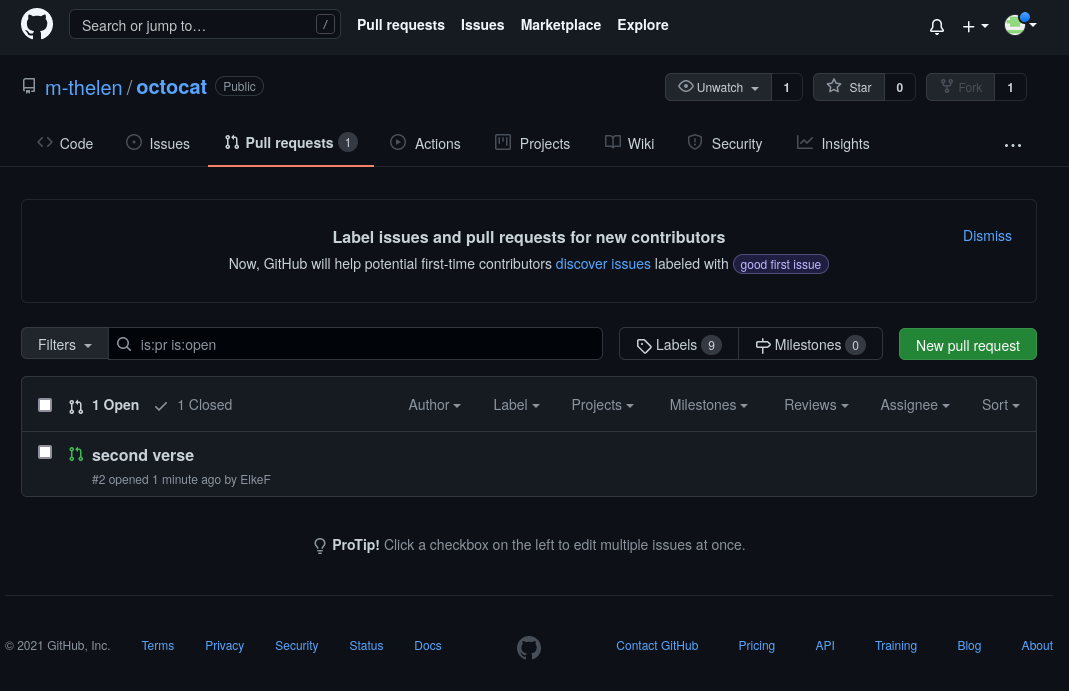 Search or jump to… / Pull requests Issues Marketplace Explore
m-thelen / octocat Public Unwatch 1 Star 0 Fork 1
Code Issues Pull requests 1 Actions Projects Wiki Security Insights ...
Label issues and pull requests for new contributors
Dismiss
Now, GitHub will help potential first-time contributors discover issues labeled with good first issue
Filters is:pr is:open Labels 9 Milestones 0 New pull request
1 Open 1 Closed Author Label Projects Milestones Reviews Assignee Sort
second verse
#2 opened 1 minute ago by ElkeF
ProTip! Click a checkbox on the left to edit multiple issues at once.
© 2021 GitHub, Inc. Terms Privacy Security Status Docs Contact GitHub Pricing API Training Blog About